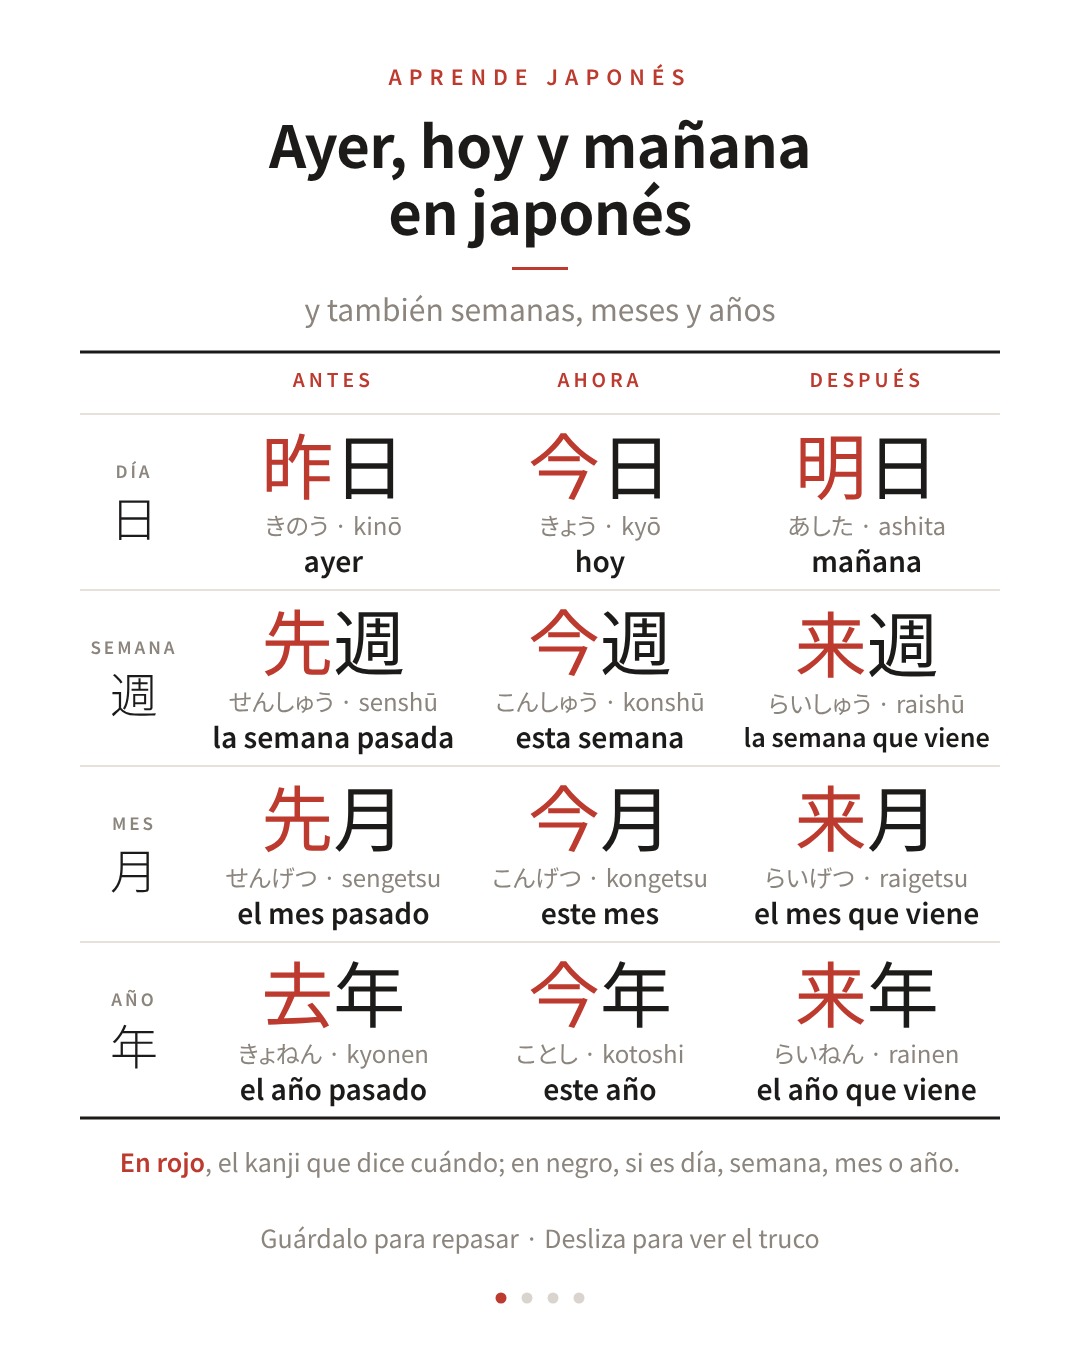 APRENDE JAPONÉS
Ayer, hoy y mañana
en japonés
y también semanas, meses y años
ANTES AHORA DESPUÉS
DÍA
日
昨日 今日 明日
きのう · kinō きょう · kyō あした · ashita
ayer hoy mañana
SEMANA
週
先週 今週 来週
せんしゅう · senshū こんしゅう · konshū らいしゅう · raishū
la semana pasada esta semana la semana que viene
MES
月
先月 今月 来月
せんげつ · sengetsu こんげつ · kongetsu らいげつ · raigetsu
el mes pasado este mes el mes que viene
AÑO
年
去年 今年 来年
きょねん · kyonen ことし · kotoshi らいねん · rainen
el año pasado este año el año que viene
En rojo, el kanji que dice cuándo; en negro, si es día, semana, mes o año.
Guárdalo para repasar · Desliza para ver el truco